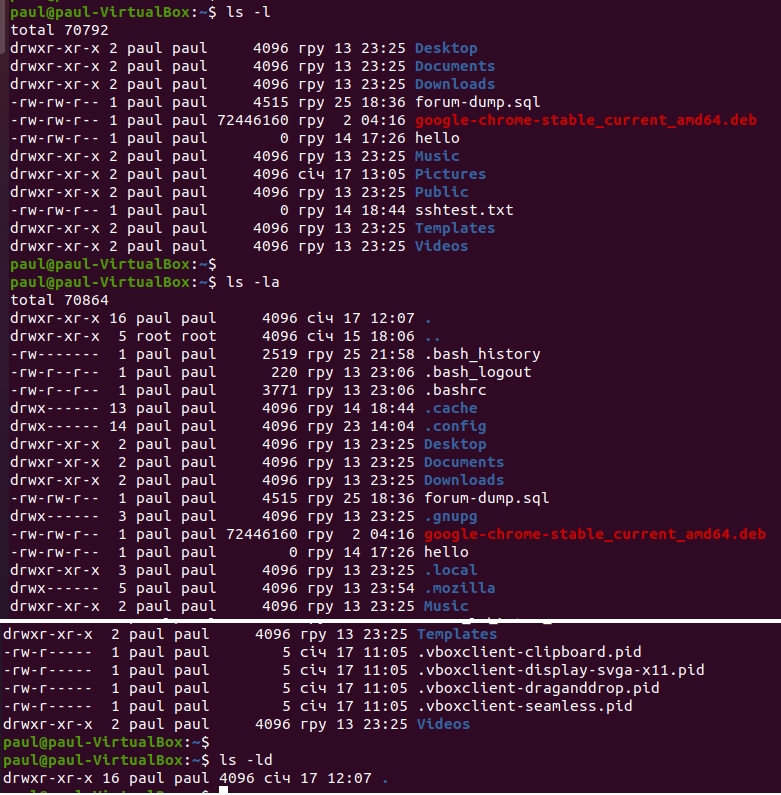 paul@paul-VirtualBox:~$ ls -l
total 70792
drwxr-xr-x 2 paul paul     4096 гру 13 23:25 Desktop
drwxr-xr-x 2 paul paul     4096 гру 13 23:25 Documents
drwxr-xr-x 2 paul paul     4096 гру 13 23:25 Downloads
-rw-rw-r-- 1 paul paul     4515 гру 25 18:36 forum-dump.sql
-rw-rw-r-- 1 paul paul 72446160 гру  2 04:16 google-chrome-stable_current_amd64.deb
-rw-rw-r-- 1 paul paul        0 гру 14 17:26 hello
drwxr-xr-x 2 paul paul     4096 гру 13 23:25 Music
drwxr-xr-x 2 paul paul     4096 січ 17 13:05 Pictures
drwxr-xr-x 2 paul paul     4096 гру 13 23:25 Public
-rw-rw-r-- 1 paul paul        0 гру 14 18:44 sshtest.txt
drwxr-xr-x 2 paul paul     4096 гру 13 23:25 Templates
drwxr-xr-x 2 paul paul     4096 гру 13 23:25 Videos
paul@paul-VirtualBox:~$
paul@paul-VirtualBox:~$ ls -la
total 70864
drwxr-xr-x 16 paul paul     4096 січ 17 12:07 .
drwxr-xr-x  5 root root     4096 січ 15 18:06 ..
-rw-------  1 paul paul     2519 гру 25 21:58 .bash_history
-rw-r--r--  1 paul paul      220 гру 13 23:06 .bash_logout
-rw-r--r--  1 paul paul     3771 гру 13 23:06 .bashrc
drwx------ 13 paul paul     4096 гру 14 18:44 .cache
drwx------ 14 paul paul     4096 гру 23 14:04 .config
drwxr-xr-x  2 paul paul     4096 гру 13 23:25 Desktop
drwxr-xr-x  2 paul paul     4096 гру 13 23:25 Documents
drwxr-xr-x  2 paul paul     4096 гру 13 23:25 Downloads
-rw-rw-r--  1 paul paul     4515 гру 25 18:36 forum-dump.sql
drwx------  3 paul paul     4096 гру 13 23:25 .gnupg
-rw-rw-r--  1 paul paul 72446160 гру  2 04:16 google-chrome-stable_current_amd64.deb
-rw-rw-r--  1 paul paul        0 гру 14 17:26 hello
drwxr-xr-x  3 paul paul     4096 гру 13 23:25 .local
drwx------  5 paul paul     4096 гру 13 23:54 .mozilla
drwxr-xr-x  2 paul paul     4096 гру 13 23:25 Music
drwxr-xr-x  2 paul paul     4096 гру 13 23:25 Templates
-rw-r-----  1 paul paul        5 січ 17 11:05 .vboxclient-clipboard.pid
-rw-r-----  1 paul paul        5 січ 17 11:05 .vboxclient-display-svga-x11.pid
-rw-r-----  1 paul paul        5 січ 17 11:05 .vboxclient-draganddrop.pid
-rw-r-----  1 paul paul        5 січ 17 11:05 .vboxclient-seamless.pid
drwxr-xr-x  2 paul paul     4096 гру 13 23:25 Videos
paul@paul-VirtualBox:~$
paul@paul-VirtualBox:~$ ls -ld
drwxr-xr-x 16 paul paul 4096 січ 17 12:07 .
paul@paul-VirtualBox:~$